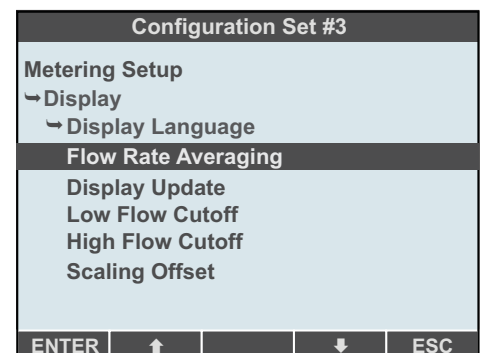 Configuration Set #3
Metering Setup
➥Display
➥Display Language
Flow Rate Averaging
Display Update
Low Flow Cutoff
High Flow Cutoff
Scaling Offset
ENTER ⬆ ⬇ ESC